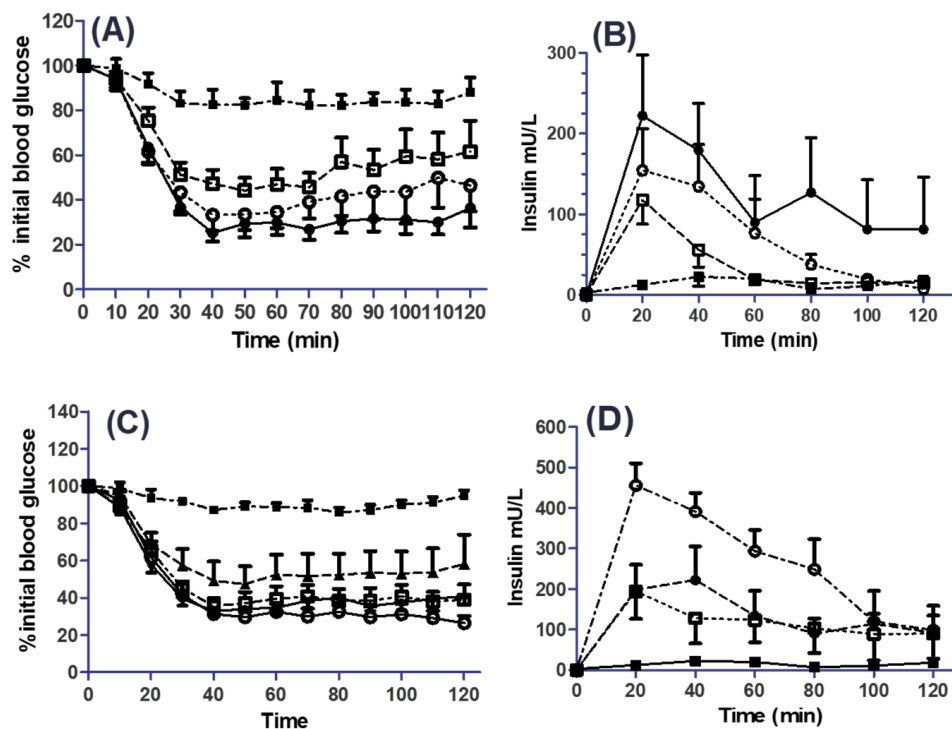 (A)
% initial blood glucose
120
100
80
60
40
20
0
0 10 20 30 40 50 60 70 80 90 100110120
Time (min)
(B)
Insulin mU/L
300
200
100
0
0 20 40 60 80 100 120
Time (min)
(C)
%initial blood glucose
140
120
100
80
60
40
20
0
0 20 40 60 80 100 120
Time
(D)
Insulin mU/L
600
500
400
300
200
100
0
0 20 40 60 80 100 120
Time (min)